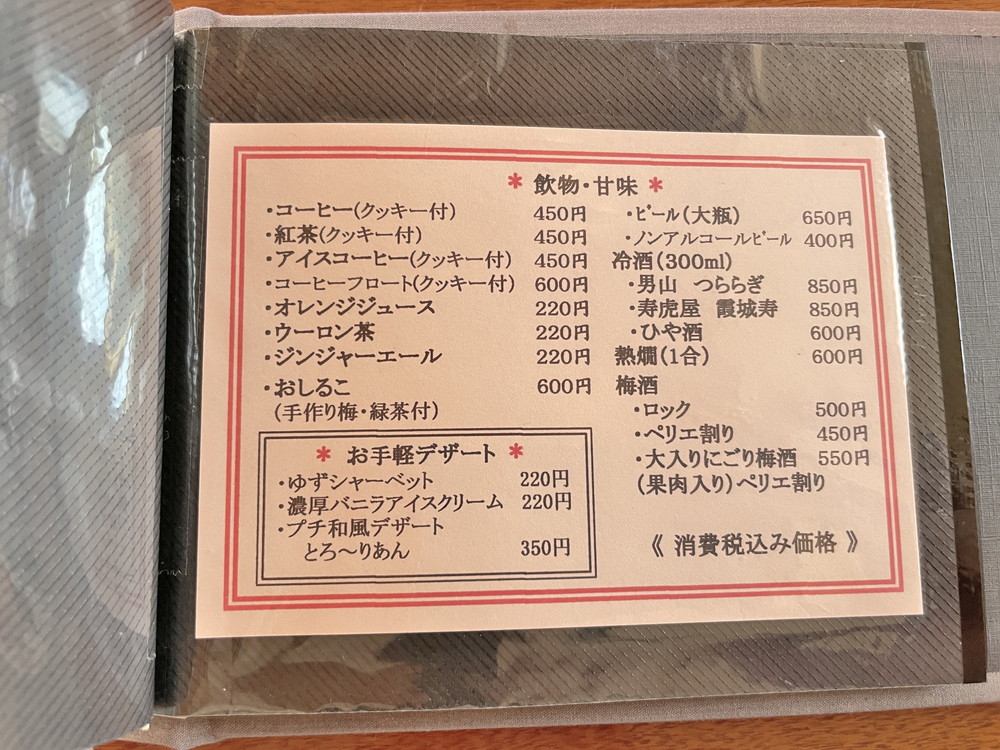 * 飲物・甘味 *
・コーヒー(クッキー付) 450円
・紅茶(クッキー付) 450円
・アイスコーヒー(クッキー付) 450円
・コーヒーフロート(クッキー付) 600円
・オレンジジュース 220円
・ウーロン茶 220円
・ジンジャーエール 220円
・おしるこ 600円
(手作り梅・緑茶付)
* お手軽デザート *
・ゆずシャーベット 220円
・濃厚バニラアイスクリーム 220円
・プチ和風デザート
とろ～りあん 350円
・ビール(大瓶) 650円
・ノンアルコールビール 400円
冷酒(300ml)
・男山 つららぎ 850円
・寿虎屋 霞城寿 850円
・ひや酒 600円
熱燗(1合) 600円
梅酒
・ロック 500円
・ペリエ割り 450円
・大入りにごり梅酒 550円
(果肉入り)ペリエ割り
《 消費税込み価格 》